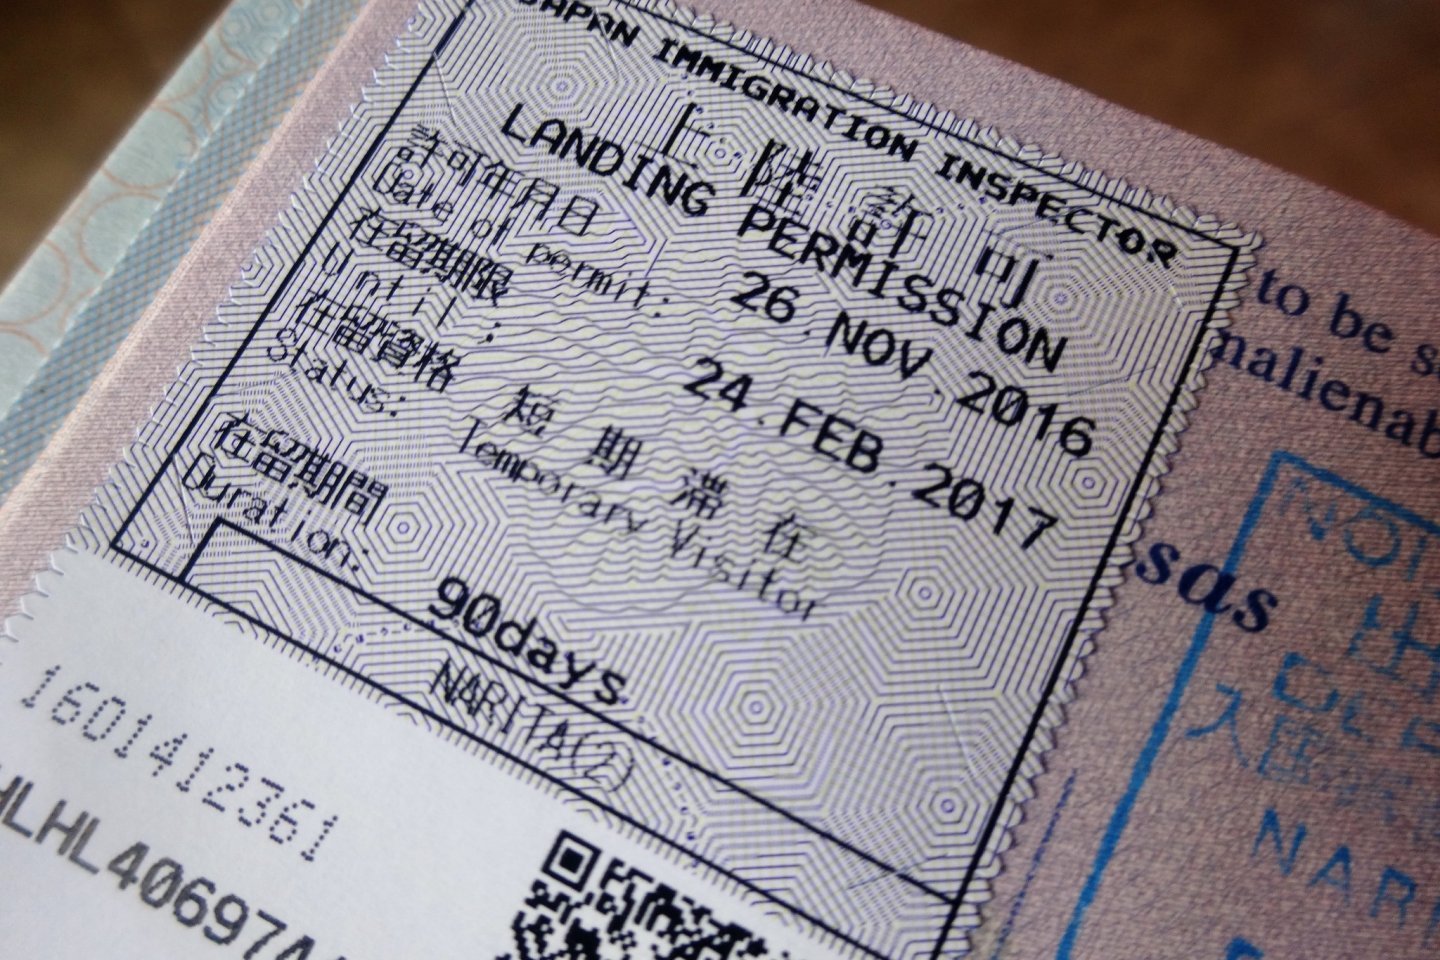 JAPAN IMMIGRATION INSPECTOR
上陸許可
LANDING PERMISSION
許可年月日
Date of permit: 26.NOV.2016
在留期限
Until: 24.FEB.2017
在留資格 短期滞在
Status: Temporary Visitor
在留期間
Duration: 90days
NARITA(2)
1601412361
to be
sas
NAR